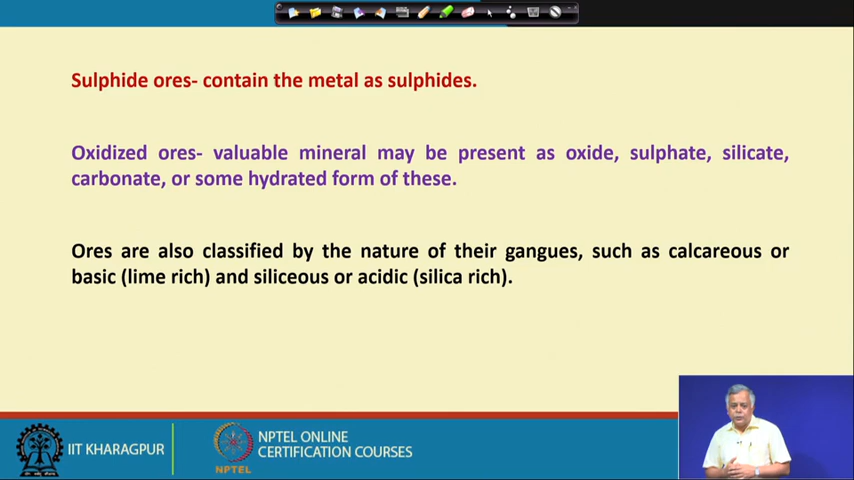 Sulphide ores- contain the metal as sulphides.
Oxidized ores- valuable mineral may be present as oxide, sulphate, silicate,
carbonate, or some hydrated form of these.
Ores are also classified by the nature of their gangues, such as calcareous or
basic (lime rich) and siliceous or acidic (silica rich).
IIT KHARAGPUR
NPTEL
NPTEL ONLINE
CERTIFICATION COURSES